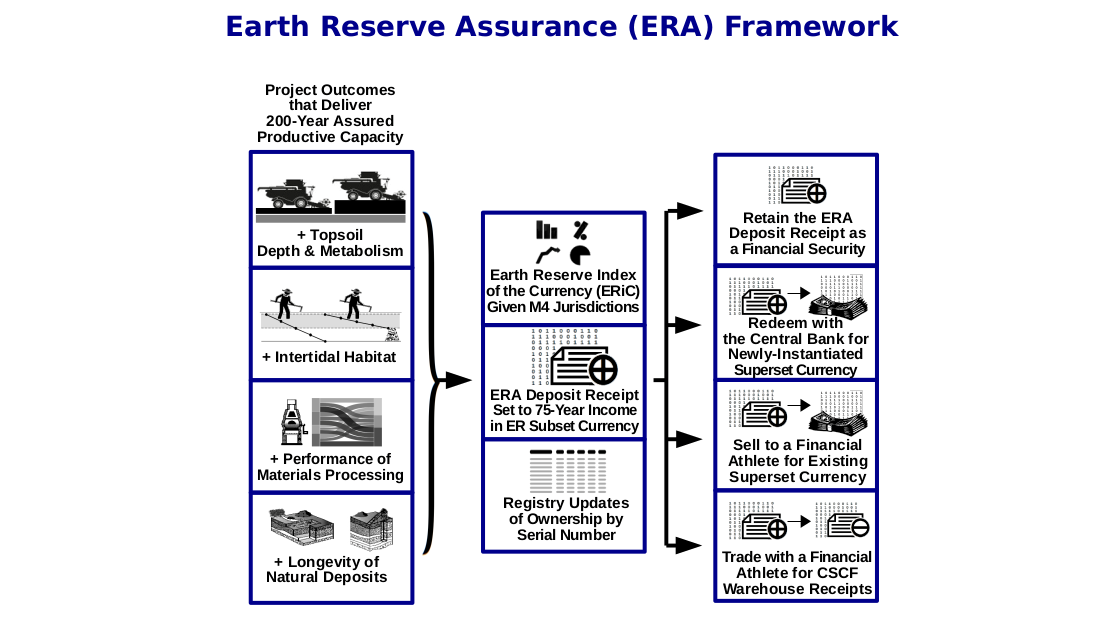 Earth Reserve Assurance (ERA) Framework
Project Outcomes
that Deliver
200-Year Assured
Productive Capacity
+ Topsoil
Depth & Metabolism
+ Intertidal Habitat
+ Performance of
Materials Processing
+ Longevity of
Natural Deposits
Earth Reserve Index
of the Currency (ERiC)
Given M4 Jurisdictions
ERA Deposit Receipt
Set to 75-Year Income
in ER Subset Currency
Registry Updates
of Ownership by
Serial Number
Retain the ERA
Deposit Receipt as
a Financial Security
Redeem with
the Central Bank for
Newly-Instantiated
Superset Currency
Sell to a Financial
Athlete for Existing
Superset Currency
Trade with a Financial
Athlete for CSCF
Warehouse Receipts